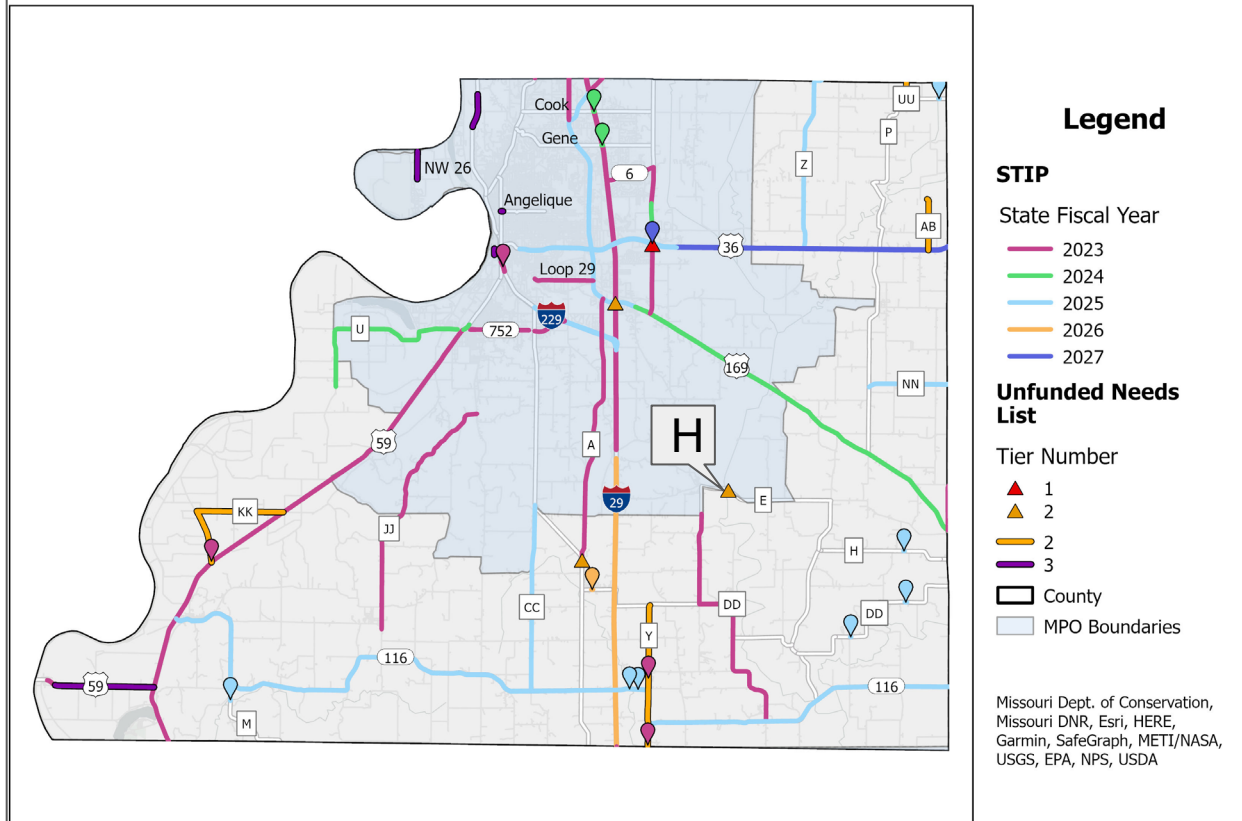 Cook
UU
Legend
Gene
P
NW 26
6
Z
STIP
Angelique
AB
State Fiscal Year
36
2023
Loop 29
2024
229
2025
U
752
2026
169
2027
NN
Unfunded Needs
List
59
A
H
Tier Number
29
E
1
KK
2
JJ
H
2
3
CC
DD
DD
County
Y
MPO Boundaries
116
59
116
M
Missouri Dept. of Conservation,
Missouri DNR, Esri, HERE,
Garmin, SafeGraph, METI/NASA,
USGS, EPA, NPS, USDA